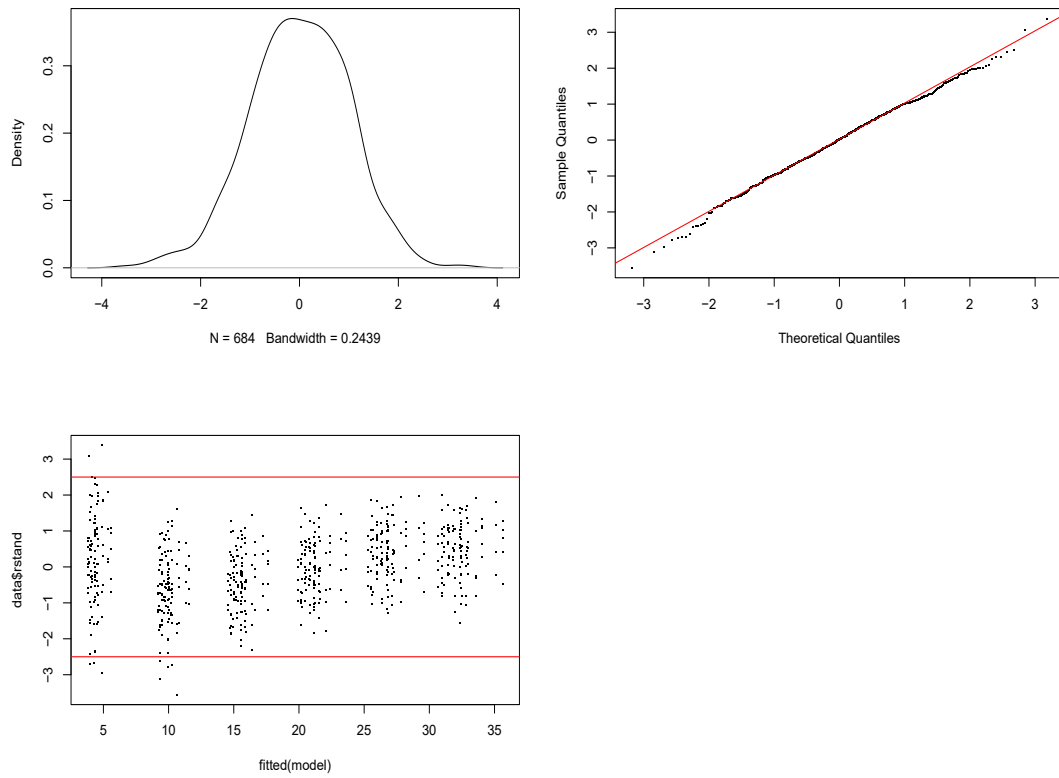 Density
0.0 0.1 0.2 0.3
−4 −2 0 2 4
N = 684 Bandwidth = 0.2439
Sample Quantiles
−3 −2 −1 0 1 2 3
−3 −2 −1 0 1 2 3
Theoretical Quantiles
data$rstand
−3 −2 −1 0 1 2 3
5 10 15 20 25 30 35
fitted(model)